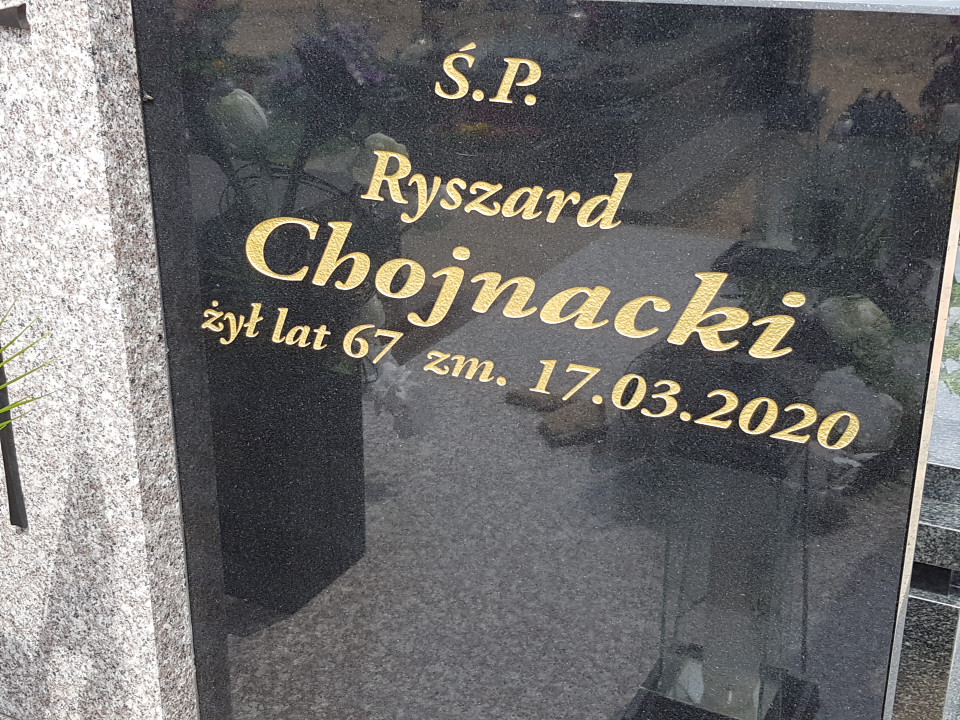 Ś.P.
Ryszard
Chojnacki
żył lat 67 zm. 17.03.2020